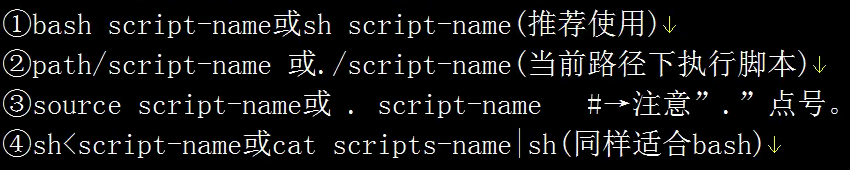 ①bash script-name或sh script-name(推荐使用)↓
②path/script-name 或./script-name(当前路径下执行脚本)↓
③source script-name或 . script-name   #→注意”.”点号。
④sh<script-name或cat scripts-name|sh(同样适合bash)↓